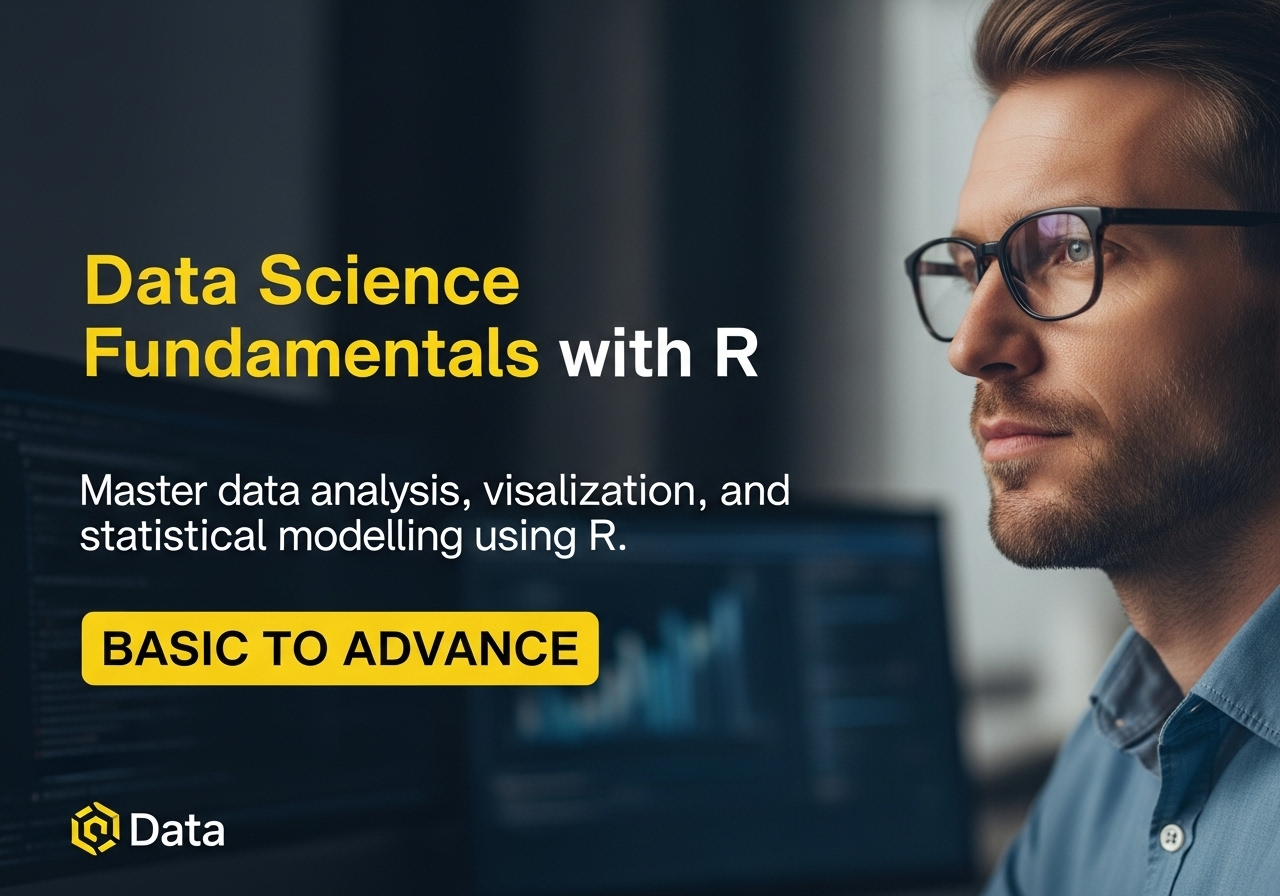 Data Science
Fundamentals with R
Master data analysis, visalization, and
statistical modelling using R.
BASIC TO ADVANCE
Data